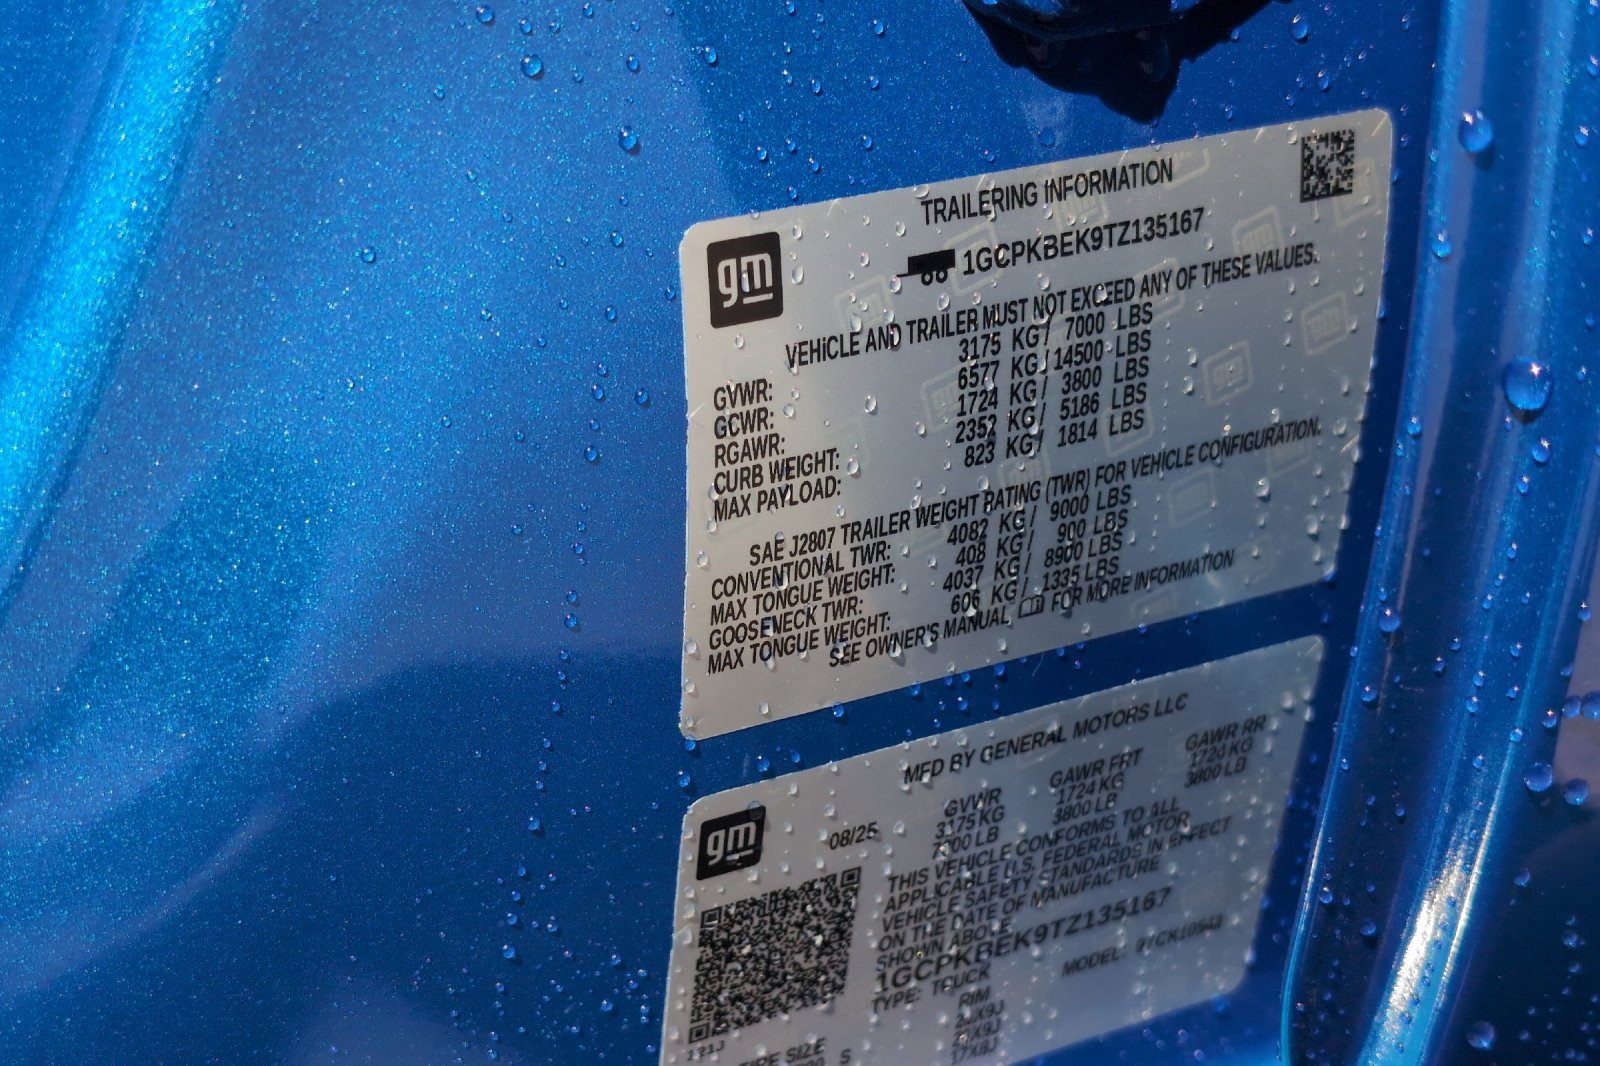 TRAILERING INFORMATION
gm
1GCPKBEK9TZ135167
VEHICLE AND TRAILER MUST NOT EXCEED ANY OF THESE VALUES.
GVWR: 3175 KG / 7000 LBS
GCWR: 6577 KG / 14500 LBS
RGAWR: 1724 KG / 3800 LBS
CURB WEIGHT: 2352 KG / 5186 LBS
MAX PAYLOAD: 823 KG / 1814 LBS
SAE J2807 TRAILER WEIGHT RATING (TWR) FOR VEHICLE CONFIGURATION.
CONVENTIONAL TWR: 4082 KG / 9000 LBS
MAX TONGUE WEIGHT: 408 KG / 900 LBS
GOOSENECK TWR: 4037 KG / 8900 LBS
MAX TONGUE WEIGHT: 606 KG / 1335 LBS
SEE OWNER'S MANUAL FOR MORE INFORMATION
MFD BY GENERAL MOTORS LLC
gm
08/25
GVWR GAWR FRT GAWR RR
3175 KG 1724 KG 1724 KG
7000 LB 3800 LB 3800 LB
THIS VEHICLE CONFORMS TO ALL
APPLICABLE U.S. FEDERAL MOTOR
VEHICLE SAFETY STANDARDS IN EFFECT
ON THE DATE OF MANUFACTURE
SHOWN ABOVE.
1GCPKBEK9TZ135167
TYPE: TRUCK MODEL:
RIM
TIRE SIZE
S 17X8J